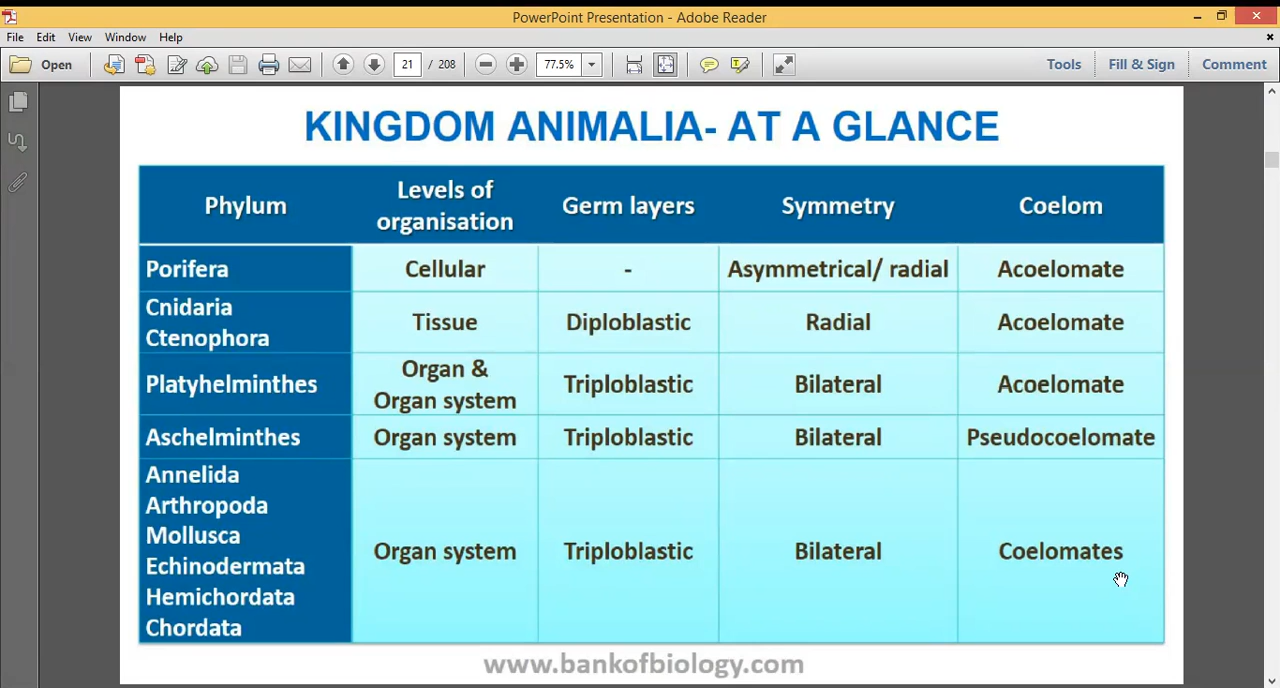 PowerPoint Presentation - Adobe Reader
File Edit View Window Help
Open 21 / 208 77.5% Tools Fill & Sign Comment
KINGDOM ANIMALIA- AT A GLANCE
Phylum
Levels of
organisation
Germ layers
Symmetry
Coelom
Porifera
Cellular
-
Asymmetrical/ radial
Acoelomate
Cnidaria
Ctenophora
Tissue
Diploblastic
Radial
Acoelomate
Platyhelminthes
Organ &
Organ system
Triploblastic
Bilateral
Acoelomate
Aschelminthes
Organ system
Triploblastic
Bilateral
Pseudocoelomate
Annelida
Arthropoda
Mollusca
Echinodermata
Hemichordata
Chordata
Organ system
Triploblastic
Bilateral
Coelomates
www.bankofbiology.com